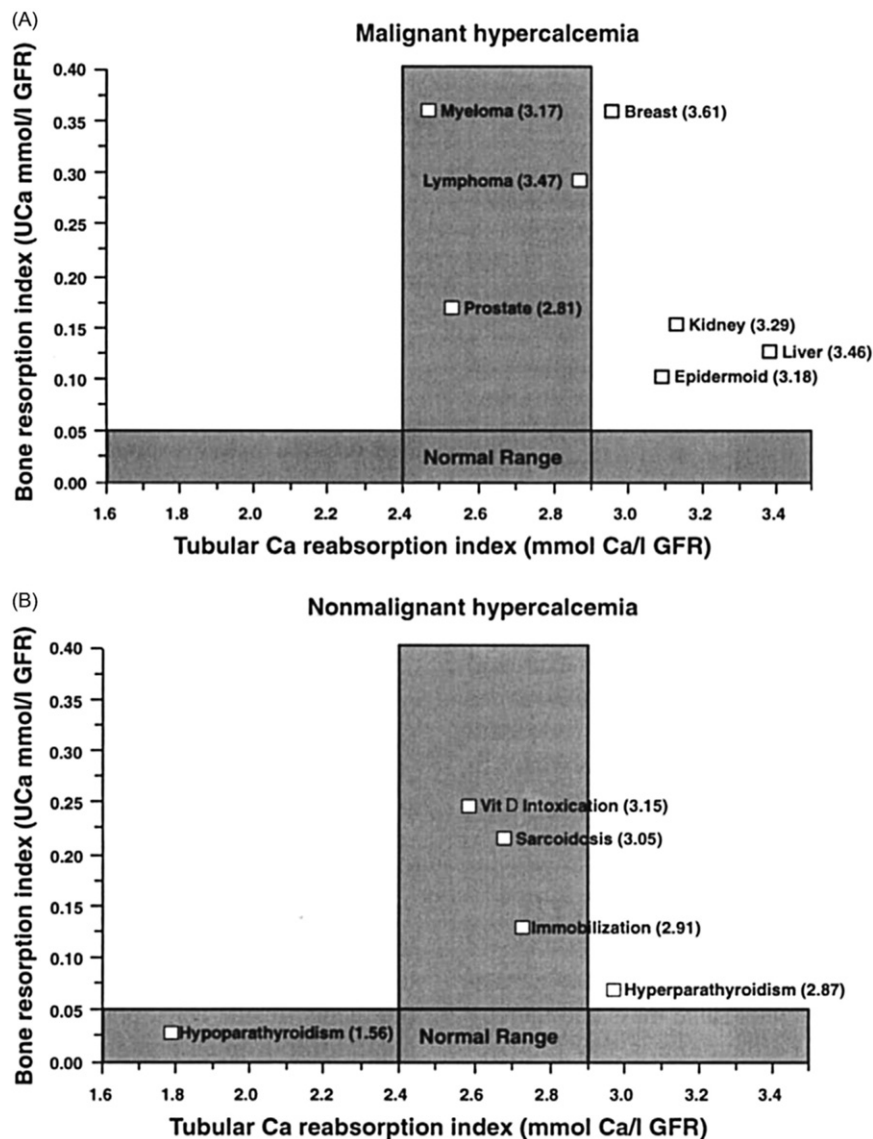 (A)
Malignant hypercalcemia
Bone resorption index (UCa mmol/l GFR)
0.40
0.35
0.30
0.25
0.20
0.15
0.10
0.05
0.00
Myeloma (3.17)
Breast (3.61)
Lymphoma (3.47)
Prostate (2.81)
Kidney (3.29)
Liver (3.46)
Epidermoid (3.18)
Normal Range
1.6 1.8 2.0 2.2 2.4 2.6 2.8 3.0 3.2 3.4
Tubular Ca reabsorption index (mmol Ca/l GFR)
(B)
Nonmalignant hypercalcemia
Bone resorption index (UCa mmol/l GFR)
0.40
0.35
0.30
0.25
0.20
0.15
0.10
0.05
0.00
Vit D Intoxication (3.15)
Sarcoidosis (3.05)
Immobilization (2.91)
Hyperparathyroidism (2.87)
Hypoparathyroidism (1.56)
Normal Range
1.6 1.8 2.0 2.2 2.4 2.6 2.8 3.0 3.2 3.4
Tubular Ca reabsorption index (mmol Ca/l GFR)